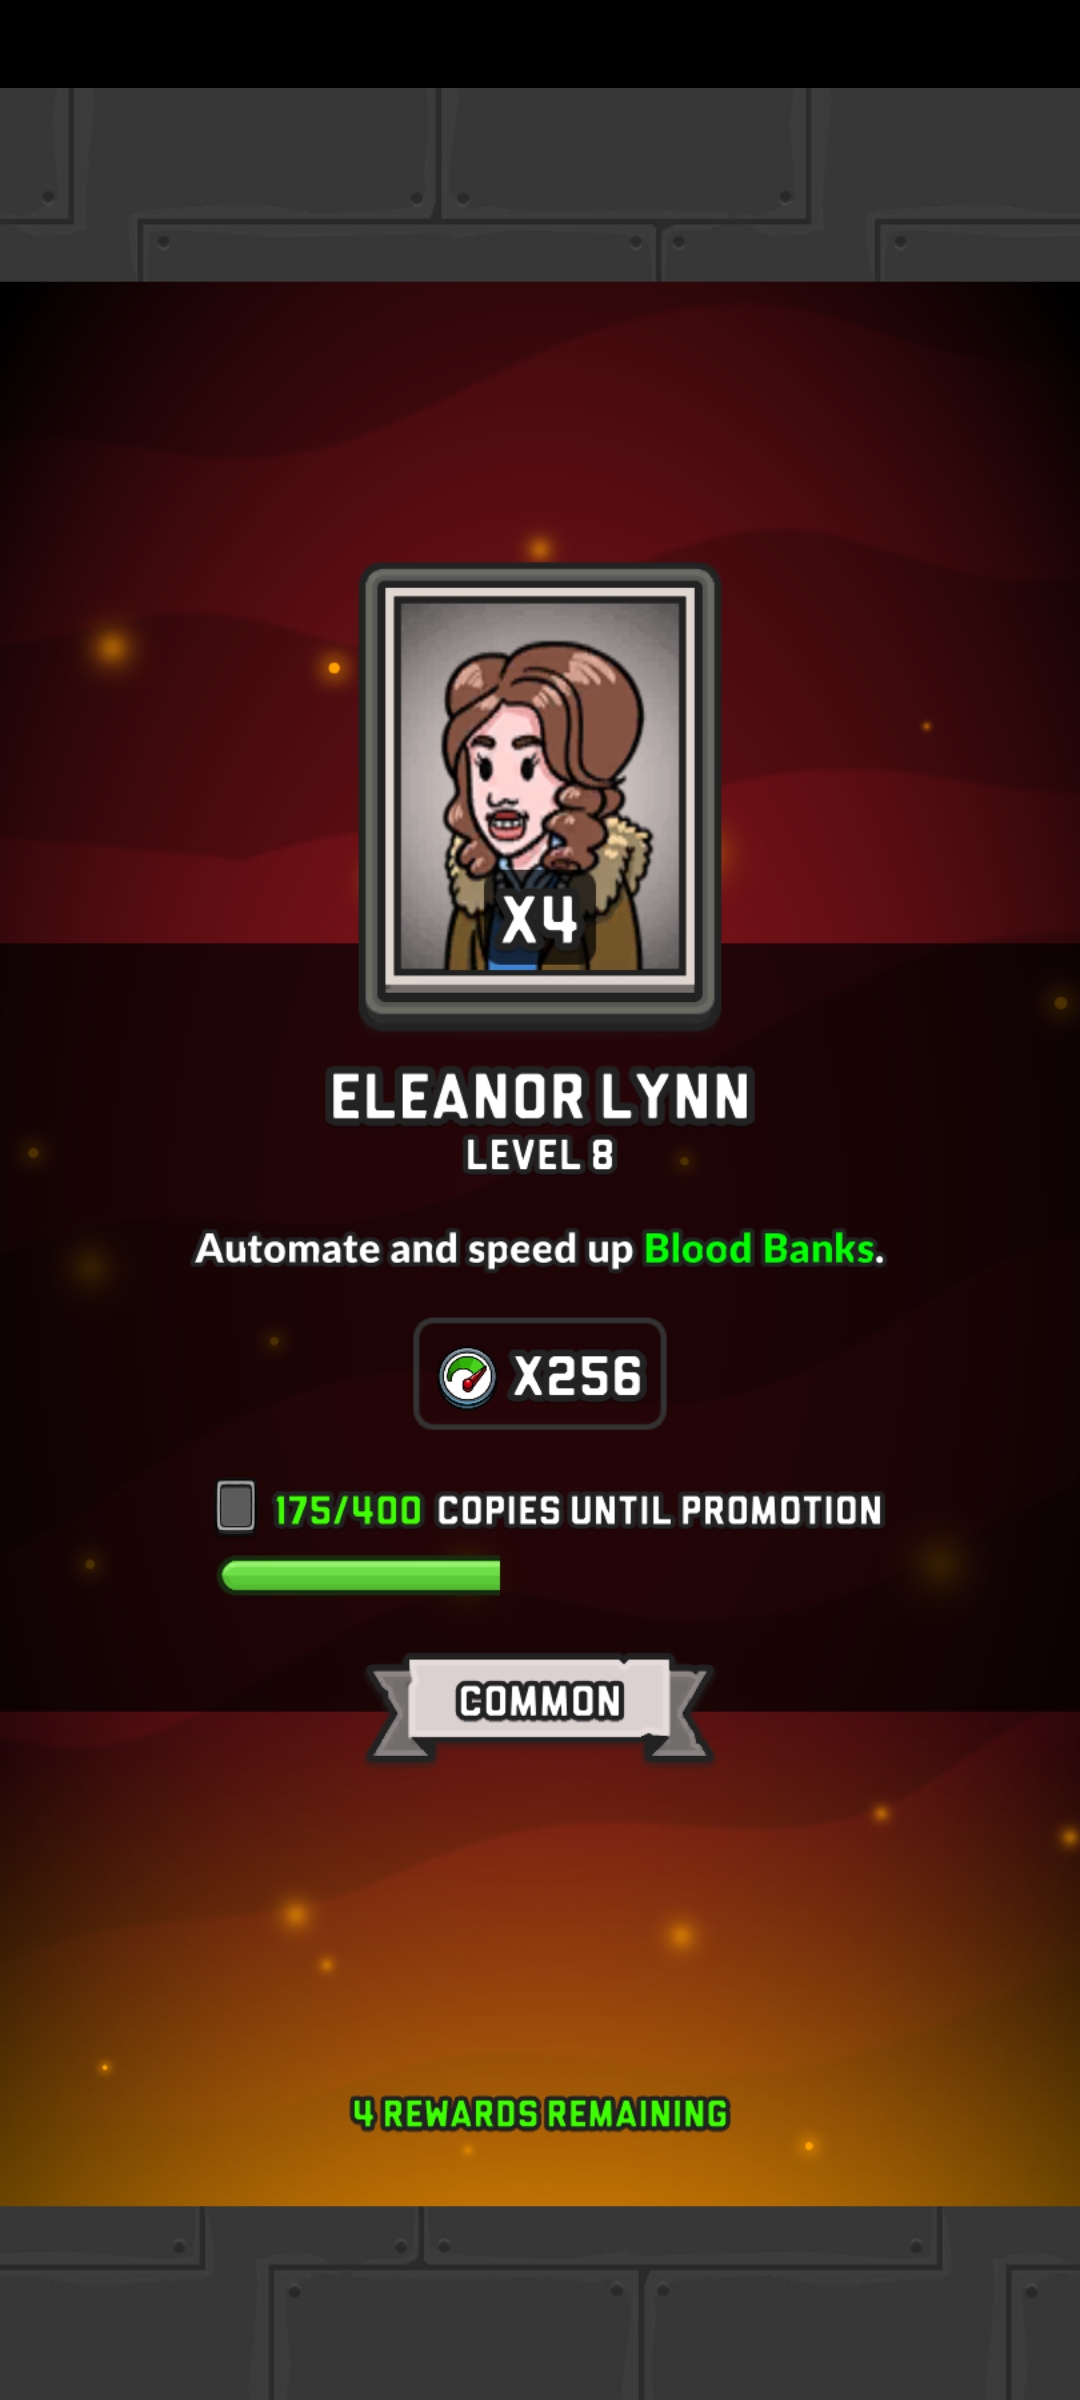 X4
ELEANOR LYNN
LEVEL 8
Automate and speed up Blood Banks.
X256
175/400 COPIES UNTIL PROMOTION
COMMON
4 REWARDS REMAINING